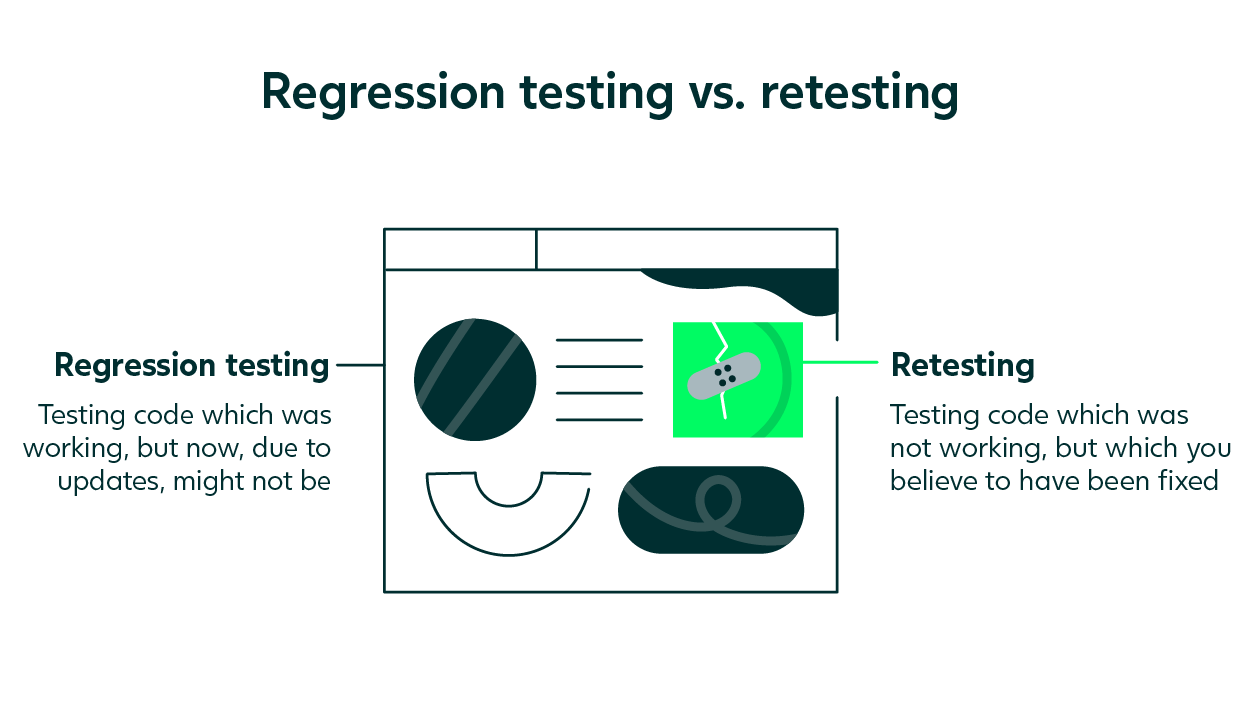 Regression testing vs. retesting
Regression testing
Testing code which was
working, but now, due to
updates, might not be
Retesting
Testing code which was
not working, but which you
believe to have been fixed